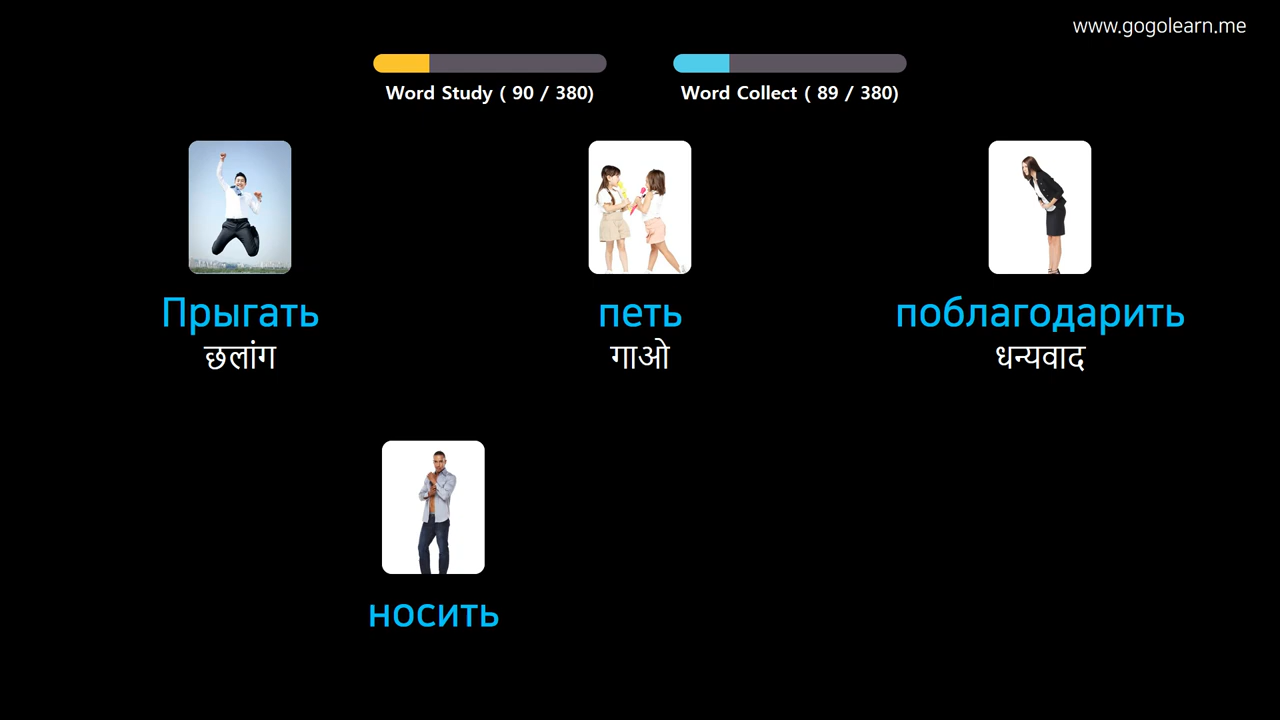 www.gogolearn.me
Word Study ( 90 / 380)
Word Collect ( 89 / 380)
Прыгать
छलांग
петь
गाओ
поблагодарить
धन्यवाद
носить